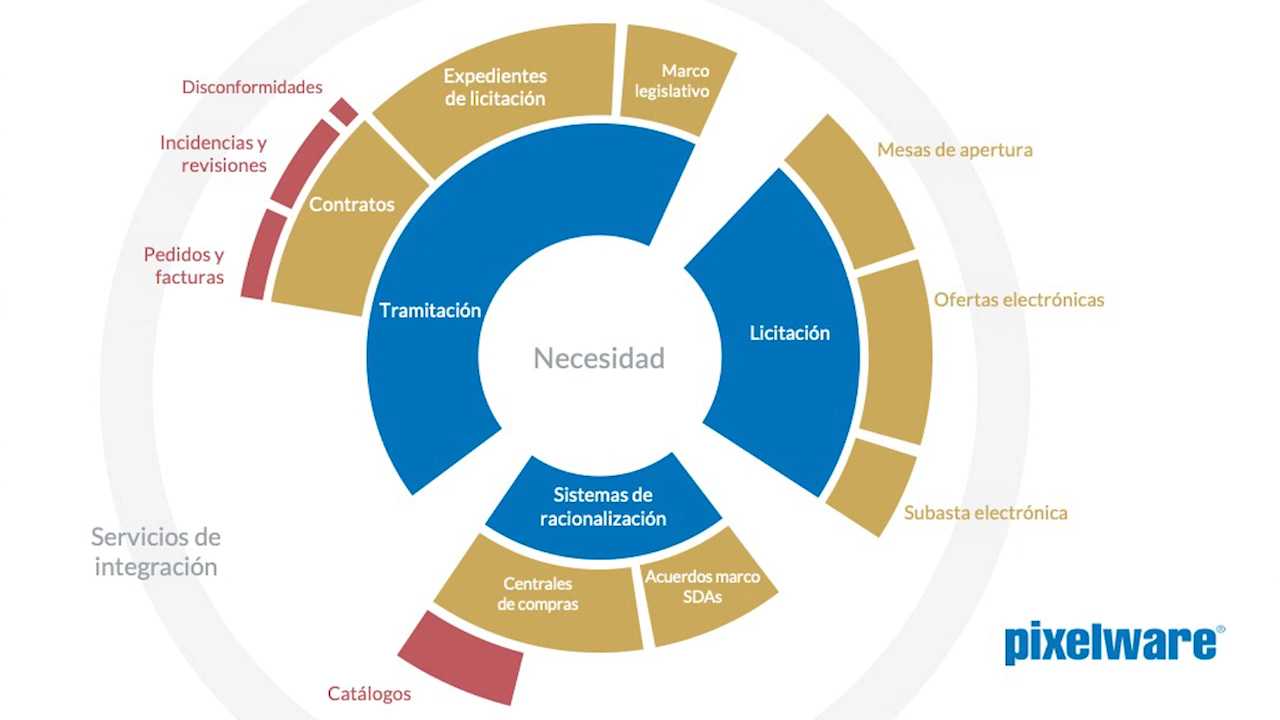 Disconformidades
Incidencias y
revisiones
Pedidos y
facturas
Contratos
Expedientes
de licitación
Marco
legislativo
Tramitación
Necesidad
Licitación
Mesas de apertura
Ofertas electrónicas
Subasta electrónica
Sistemas de
racionalización
Centrales
de compras
Acuerdos marco
SDAs
Catálogos
Servicios de
integración
pixelware®